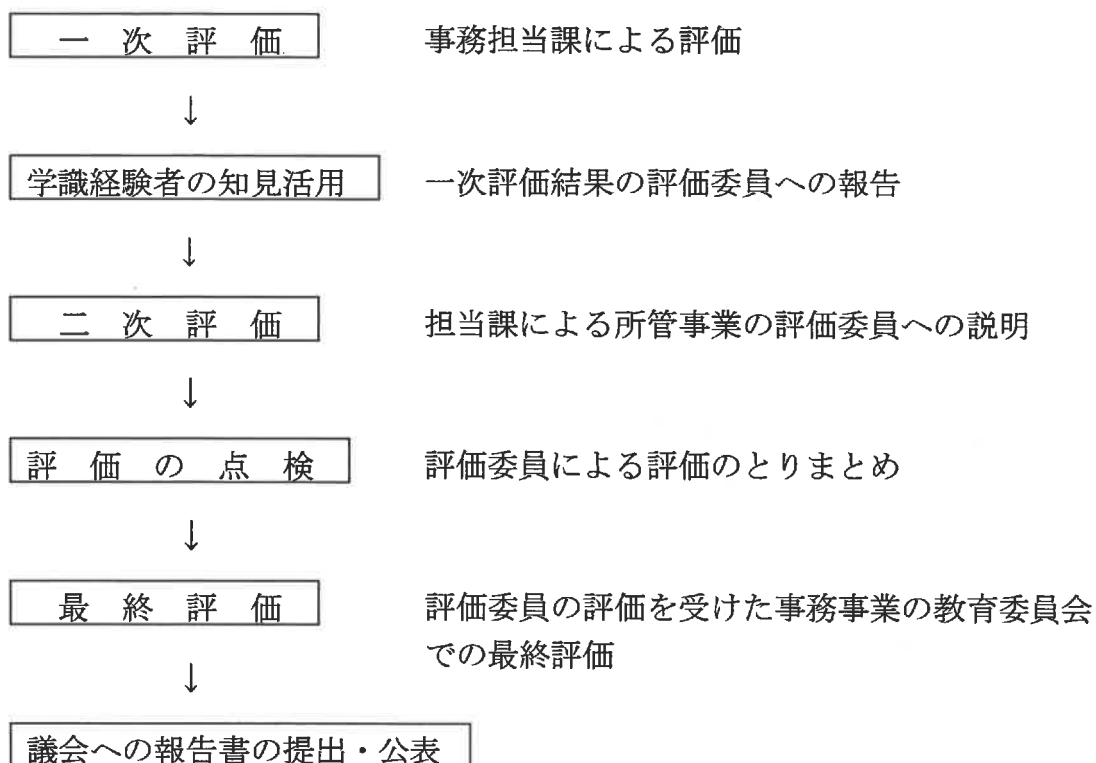 一次評価 事務担当課による評価
↓
学識経験者の知見活用 一次評価結果の評価委員への報告
↓
二次評価 担当課による所管事業の評価委員への説明
↓
評価の点検 評価委員による評価のとりまとめ
↓
最終評価 評価委員の評価を受けた事務事業の教育委員会
での最終評価
↓
議会への報告書の提出・公表